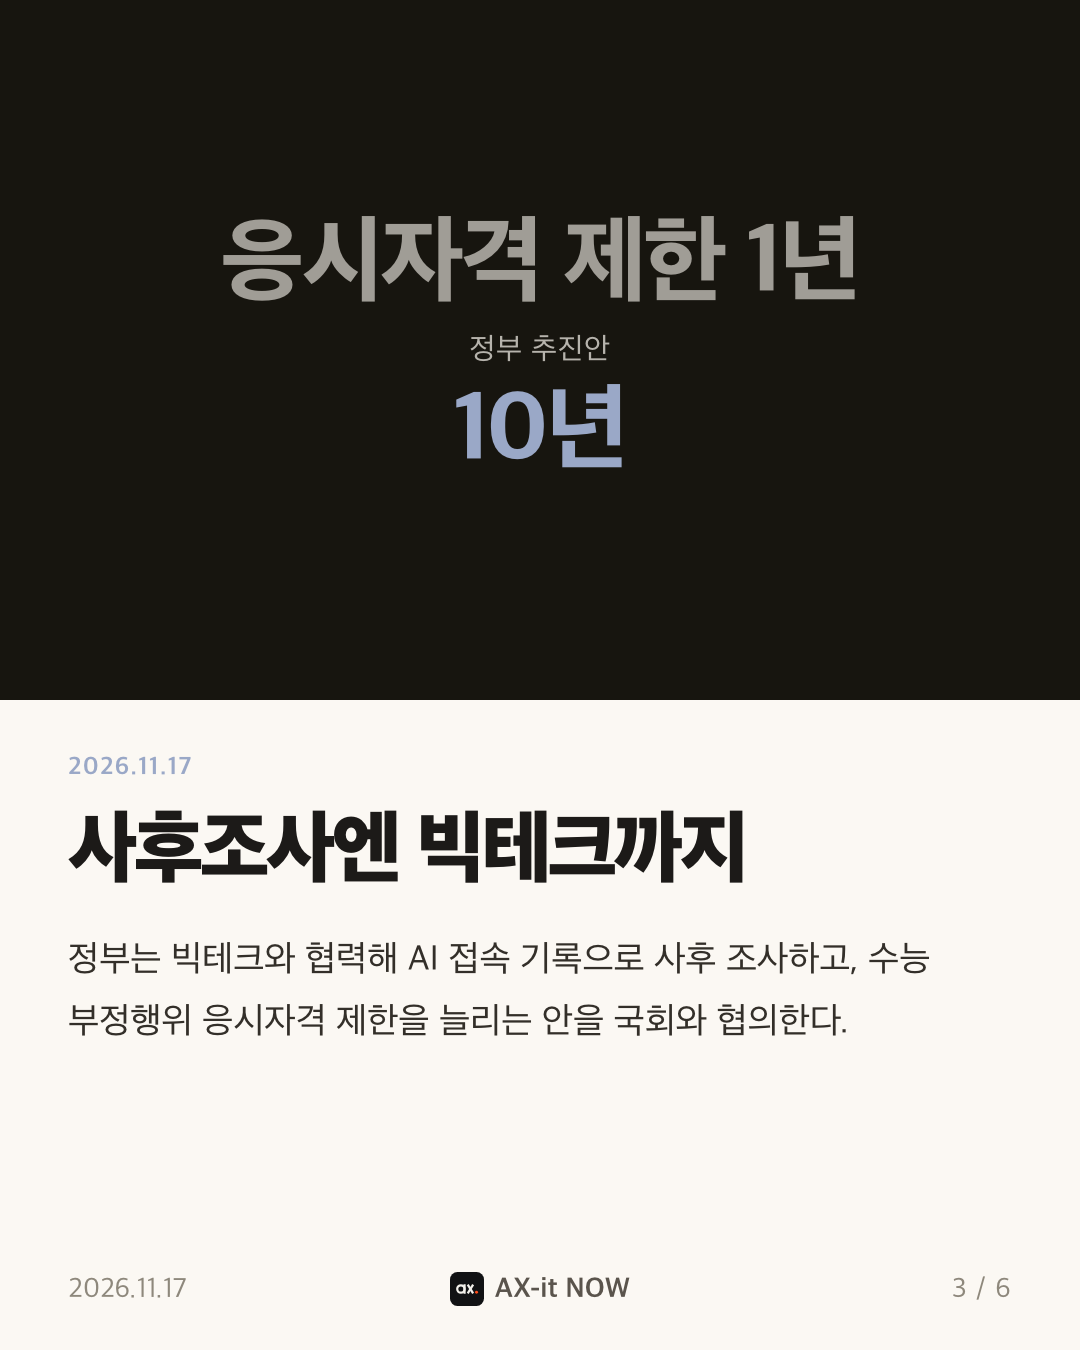 응시자격 제한 1년
정부 추진안
10년
2026.11.17
사후조사엔 빅테크까지
정부는 빅테크와 협력해 AI 접속 기록으로 사후 조사하고, 수능
부정행위 응시자격 제한을 늘리는 안을 국회와 협의한다.
2026.11.17
ax.
AX-it NOW
3 / 6